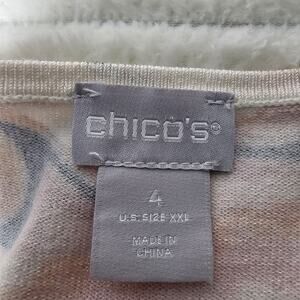 chico's®
4
U.S. SIZE XXL
MADE IN
CHINA